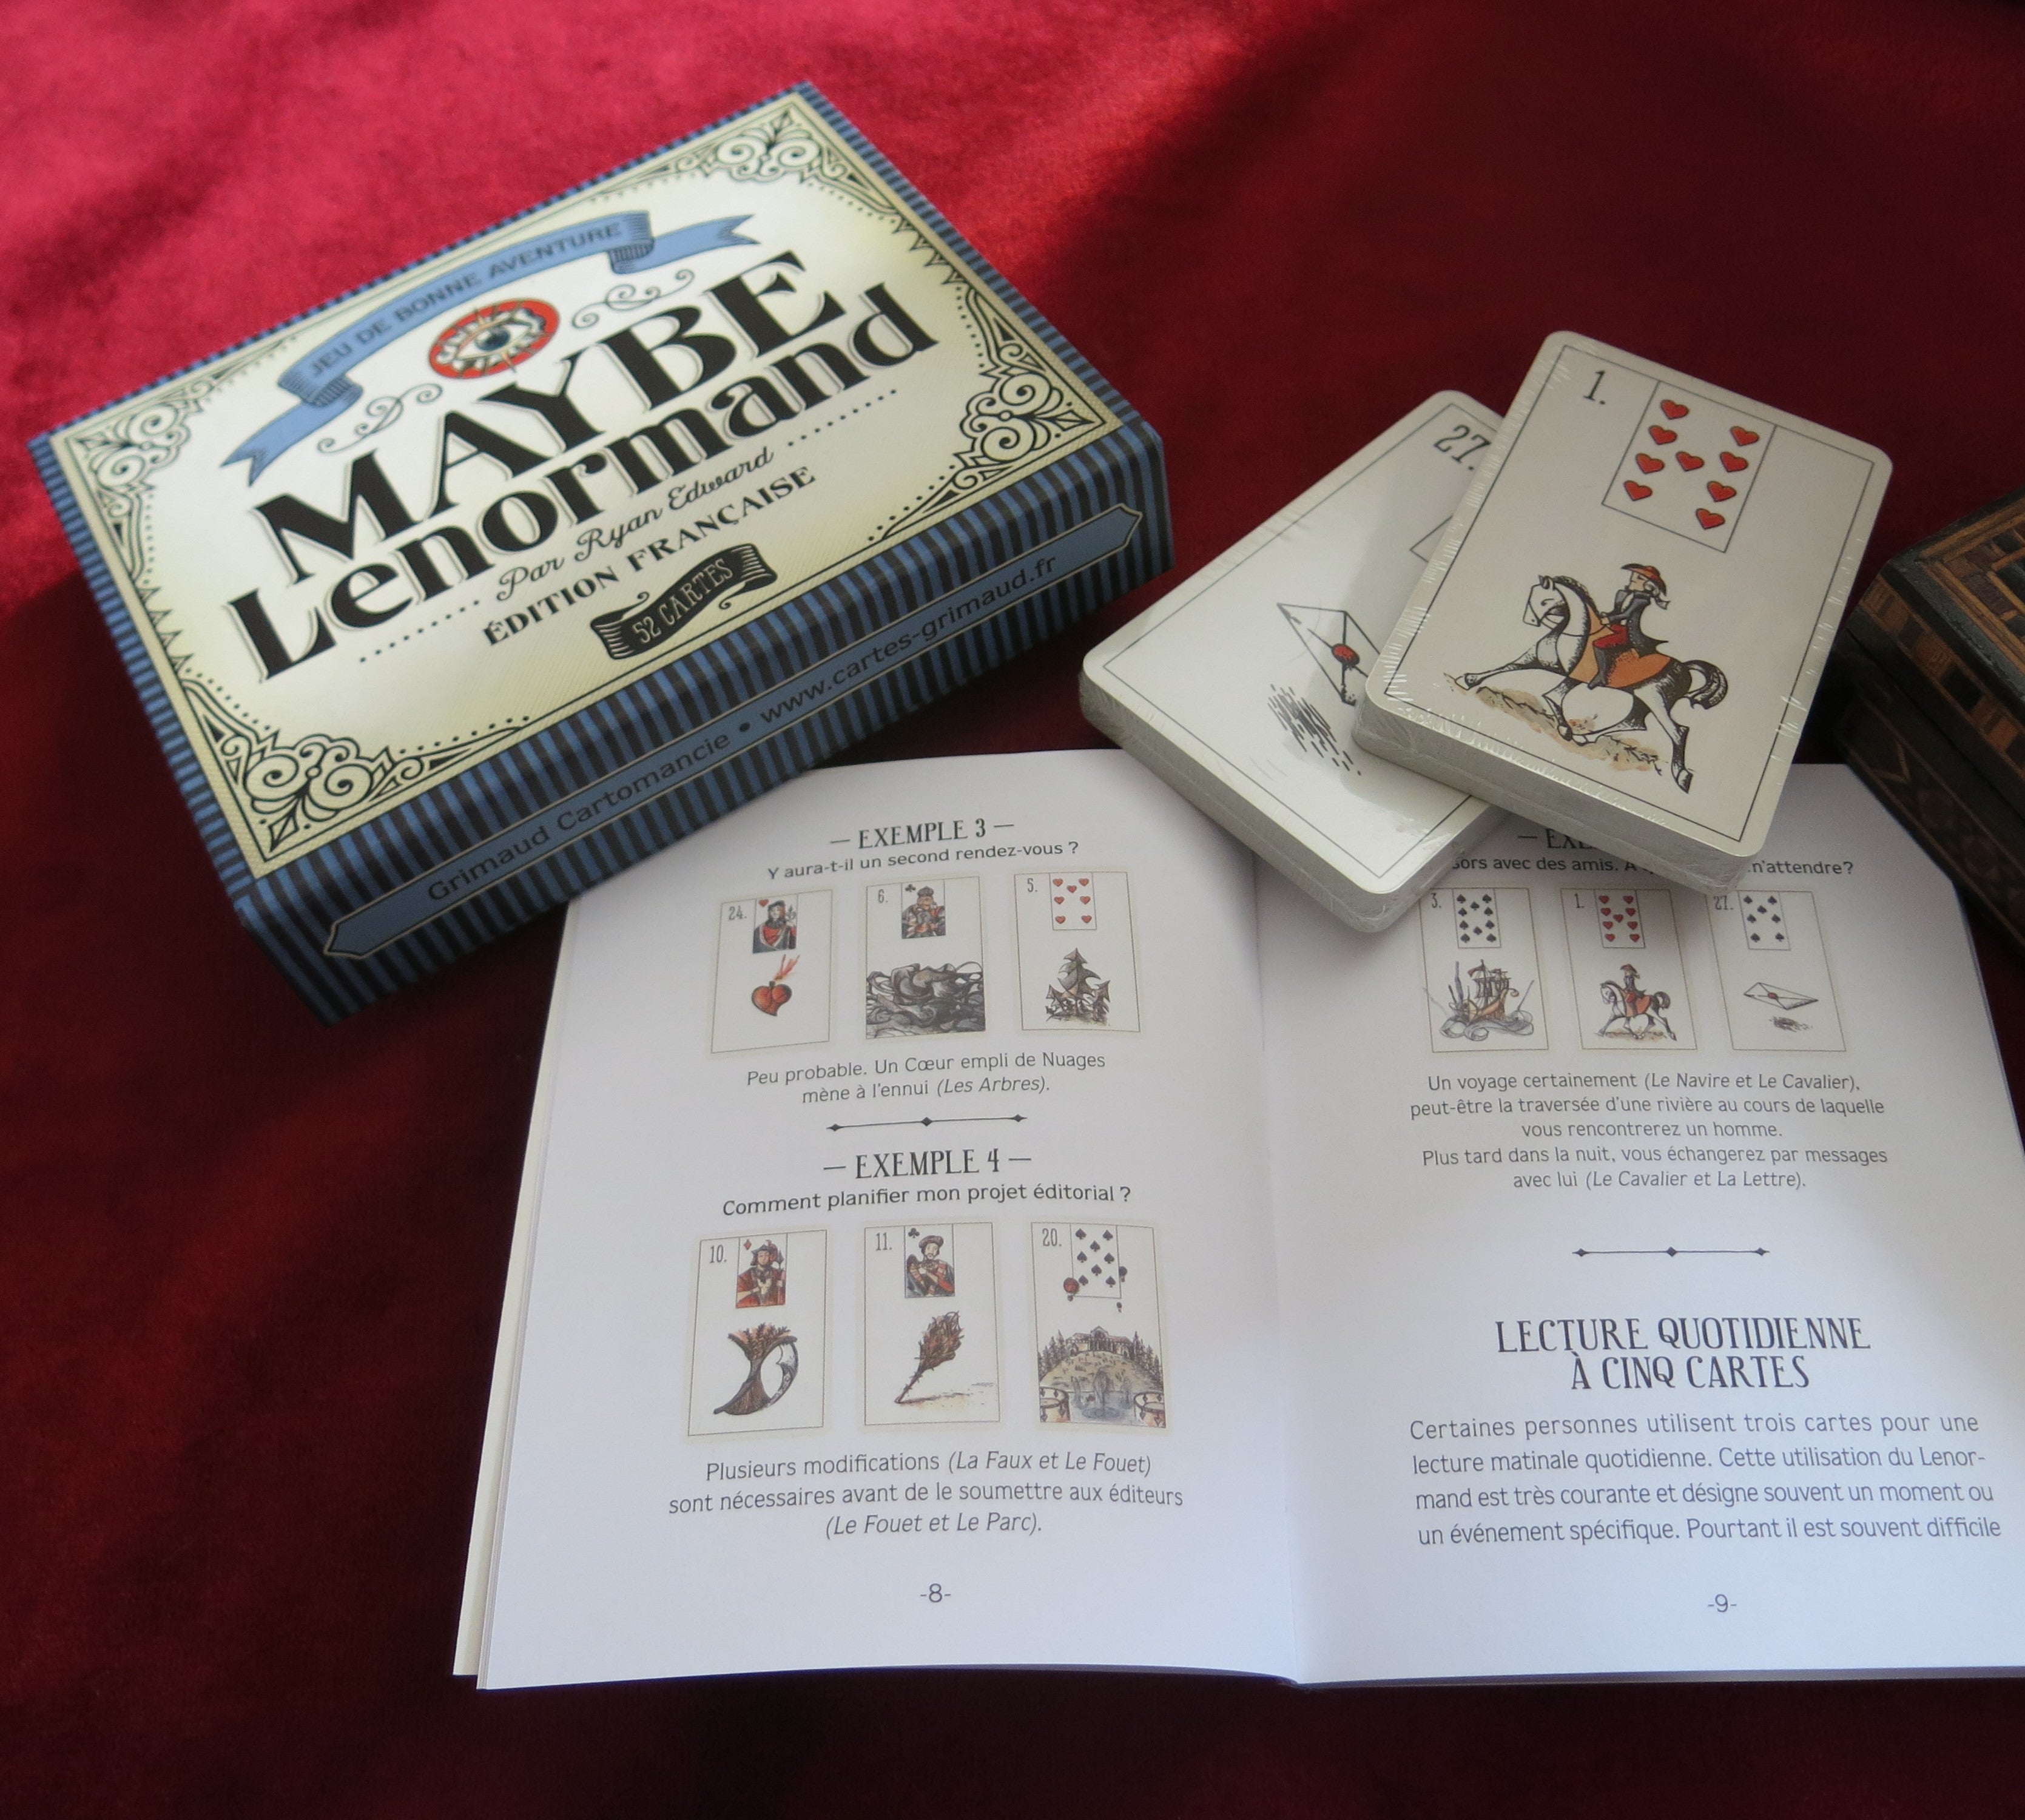 JEU DE BONNE AVENTURE
MAYBE
Lenormand
Par Ryan Edward
ÉDITION FRANÇAISE
52 CARTES
Grimaud Cartomancie • www.cartes-grimaud.fr
27.
1.
— EXEMPLE 3 —
Y aura-t-il un second rendez-vous ?
24.
6.
5.
Peu probable. Un Cœur empli de Nuages
mène à l'ennui (Les Arbres).
— EXEMPLE 4 —
Comment planifier mon projet éditorial ?
10.
11.
20.
Plusieurs modifications (La Faux et Le Fouet)
sont nécessaires avant de le soumettre aux éditeurs
(Le Fouet et Le Parc).
-8-
avec des amis. n'attendre?
3.
1.
27.
Un voyage certainement (Le Navire et Le Cavalier),
peut-être la traversée d'une rivière au cours de laquelle
vous rencontrerez un homme.
Plus tard dans la nuit, vous échangerez par messages
avec lui (Le Cavalier et La Lettre).
LECTURE QUOTIDIENNE
À CINQ CARTES
Certaines personnes utilisent trois cartes pour une
lecture matinale quotidienne. Cette utilisation du Lenor-
mand est très courante et désigne souvent un moment ou
un événement spécifique. Pourtant il est souvent difficile
-9-